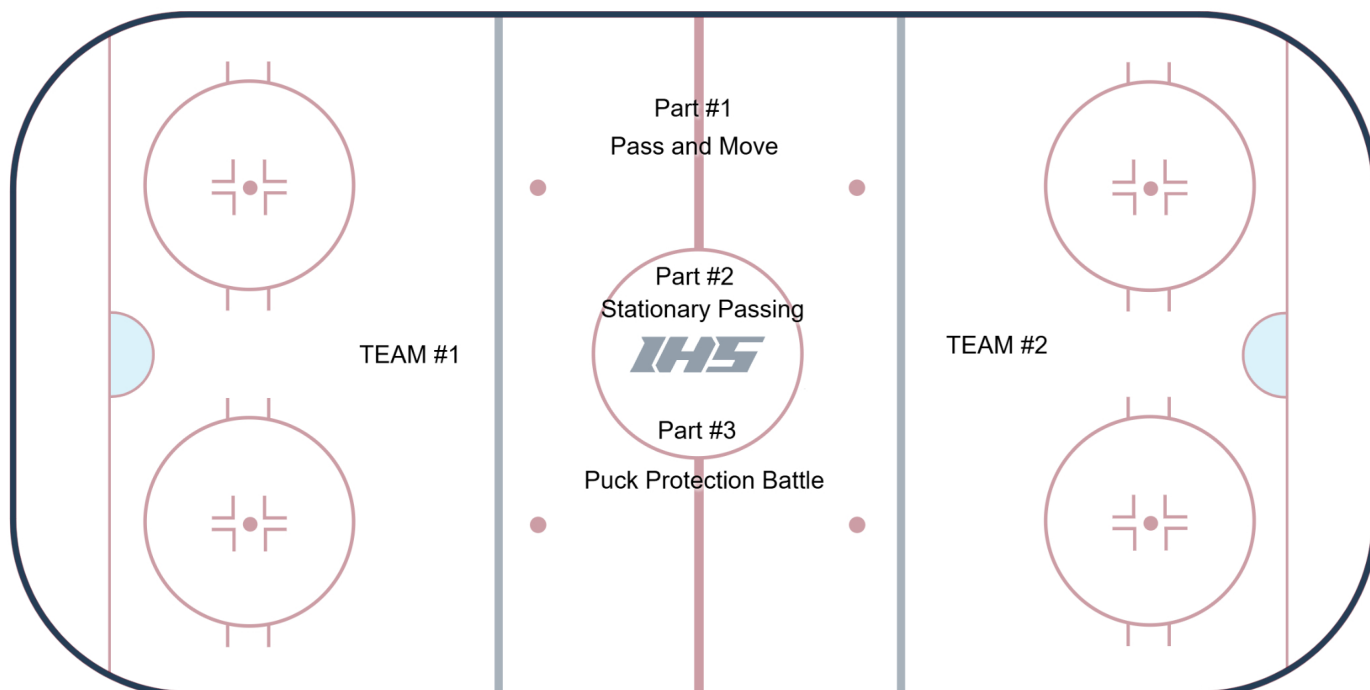 Part #1
Pass and Move
Part #2
Stationary Passing
TEAM #1
IHS
TEAM #2
Part #3
Puck Protection Battle